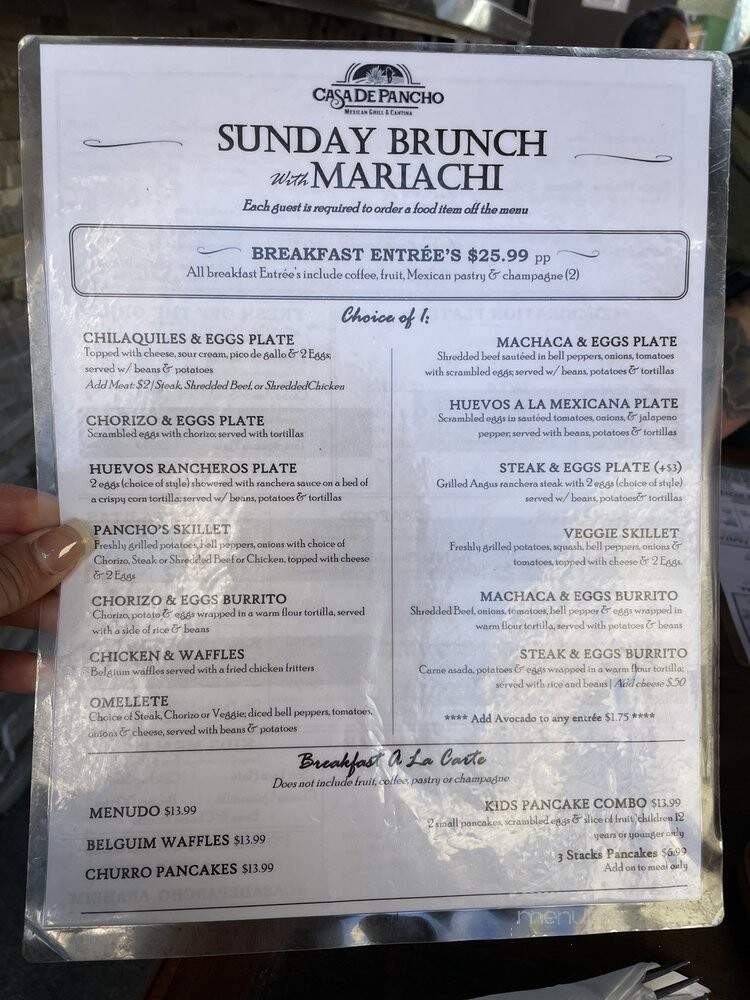 CASA DE PANCHO
MEXICAN GRILL & CANTINA
SUNDAY BRUNCH
With MARIACHI
Each guest is required to order a food item off the menu
BREAKFAST ENTRÉE'S $25.99 pp
All breakfast Entrée's include coffee, fruit, Mexican pastry & champagne (2)
Choice of 1:
CHILAQUILES & EGGS PLATE
Topped with cheese, sour cream, pico de gallo & 2 Eggs;
served w/ beans & potatoes
Add Meat: $2 | Steak, Shredded Beef, or Shredded Chicken
CHORIZO & EGGS PLATE
Scrambled eggs with chorizo; served with tortillas
HUEVOS RANCHEROS PLATE
2 eggs (choice of style) showered with ranchera sauce on a bed of
a crispy corn tortilla; served w/ beans, potatoes & tortillas
PANCHO'S SKILLET
Freshly grilled potatoes, bell peppers, onions with choice of
Chorizo, Steak or Shredded Beef or Chicken, topped with cheese
& 2 Eggs
CHORIZO & EGGS BURRITO
Chorizo, potato & eggs wrapped in a warm flour tortilla, served
with a side of rice & beans
CHICKEN & WAFFLES
Belgium waffles served with a fried chicken fritters
OMELLETE
Choice of Steak, Chorizo or Veggie; diced bell peppers, tomatoes,
onions & cheese, served with beans & potatoes
MACHACA & EGGS PLATE
Shredded beef sautéed in bell peppers, onions, tomatoes
with scrambled eggs; served w/ beans, potatoes & tortillas
HUEVOS A LA MEXICANA PLATE
Scrambled eggs in sautéed tomatoes, onions, & jalapeno
pepper; served with beans, potatoes & tortillas
STEAK & EGGS PLATE (+$3)
Grilled Angus ranchera steak with 2 eggs (choice of style)
served w/ beans, potatoes & tortillas
VEGGIE SKILLET
Freshly grilled potatoes, squash, bell peppers, onions &
tomatoes, topped with cheese & 2 Eggs.
MACHACA & EGGS BURRITO
Shredded Beef, onions, tomatoes, bell pepper & eggs wrapped in
warm flour tortilla, served with potatoes & beans
STEAK & EGGS BURRITO
Carne asada, potatoes & eggs wrapped in a warm flour tortilla;
served with rice and beans | Add cheese $.50
**** Add Avocado to any entrée $1.75 ****
Breakfast A La Carte
Does not include fruit, coffee, pastry or champagne
MENUDO $13.99
BELGUIM WAFFLES $13.99
CHURRO PANCAKES $13.99
KIDS PANCAKE COMBO $13.99
2 small pancakes, scrambled eggs & slice of fruit (children 12
years or younger only
3 Stacks Pancakes $6.99
Add on to meal only